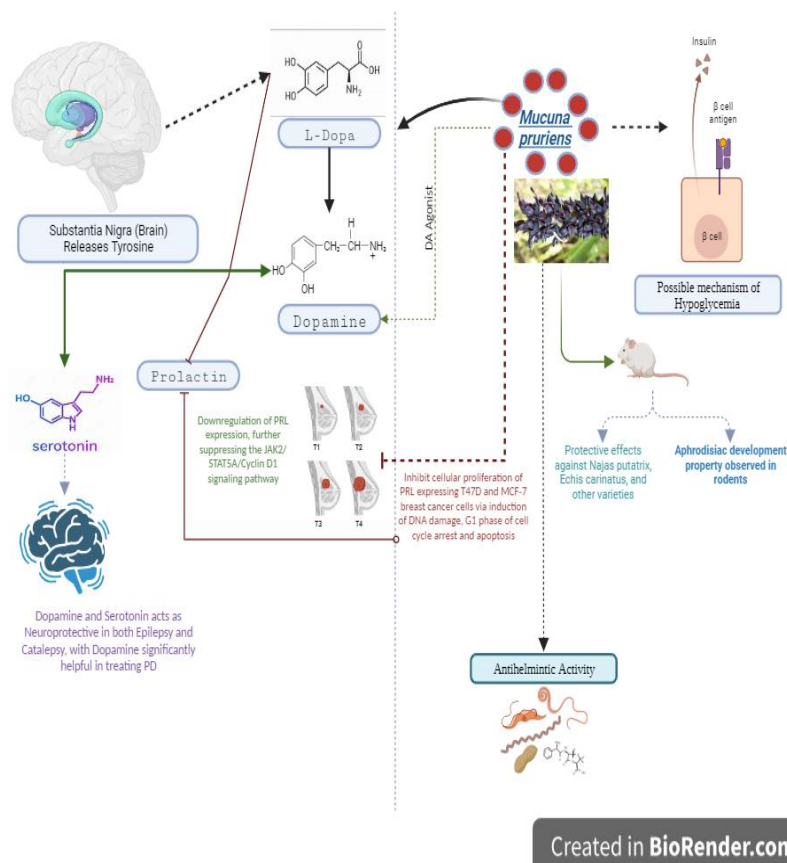 Insulin
β cell
antigen
HO
HO
O
OH
NH₂
L-Dopa
Mucuna
pruriens
β cell
Substantia Nigra (Brain)
Releases Tyrosine
H
CH₂—CH—NH₃
+
HO
OH
DA Agonist
Dopamine
Possible mechanism of
Hypoglycemia
Prolactin
NH₂
HO
N
H
serotonin
Downregulation of PRL
expression, further
suppressing the JAK2/
STAT5A/Cyclin D1
signaling pathway
T1
T2
T3
T4
Inhibit cellular proliferation of
PRL expressing T47D and MCF-7
breast cancer cells via induction
of DNA damage, G1 phase of cell
cycle arrest and apoptosis
Protective effects
against Najas putatrix,
Echis carinatus, and
other varieties
Aphrodisiac development
property observed in
rodents
Dopamine and Serotonin acts as
Neuroprotective in both Epilepsy and
Catalepsy, with Dopamine significantly
helpful in treating PD
Antihelmintic Activity
Created in BioRender.com